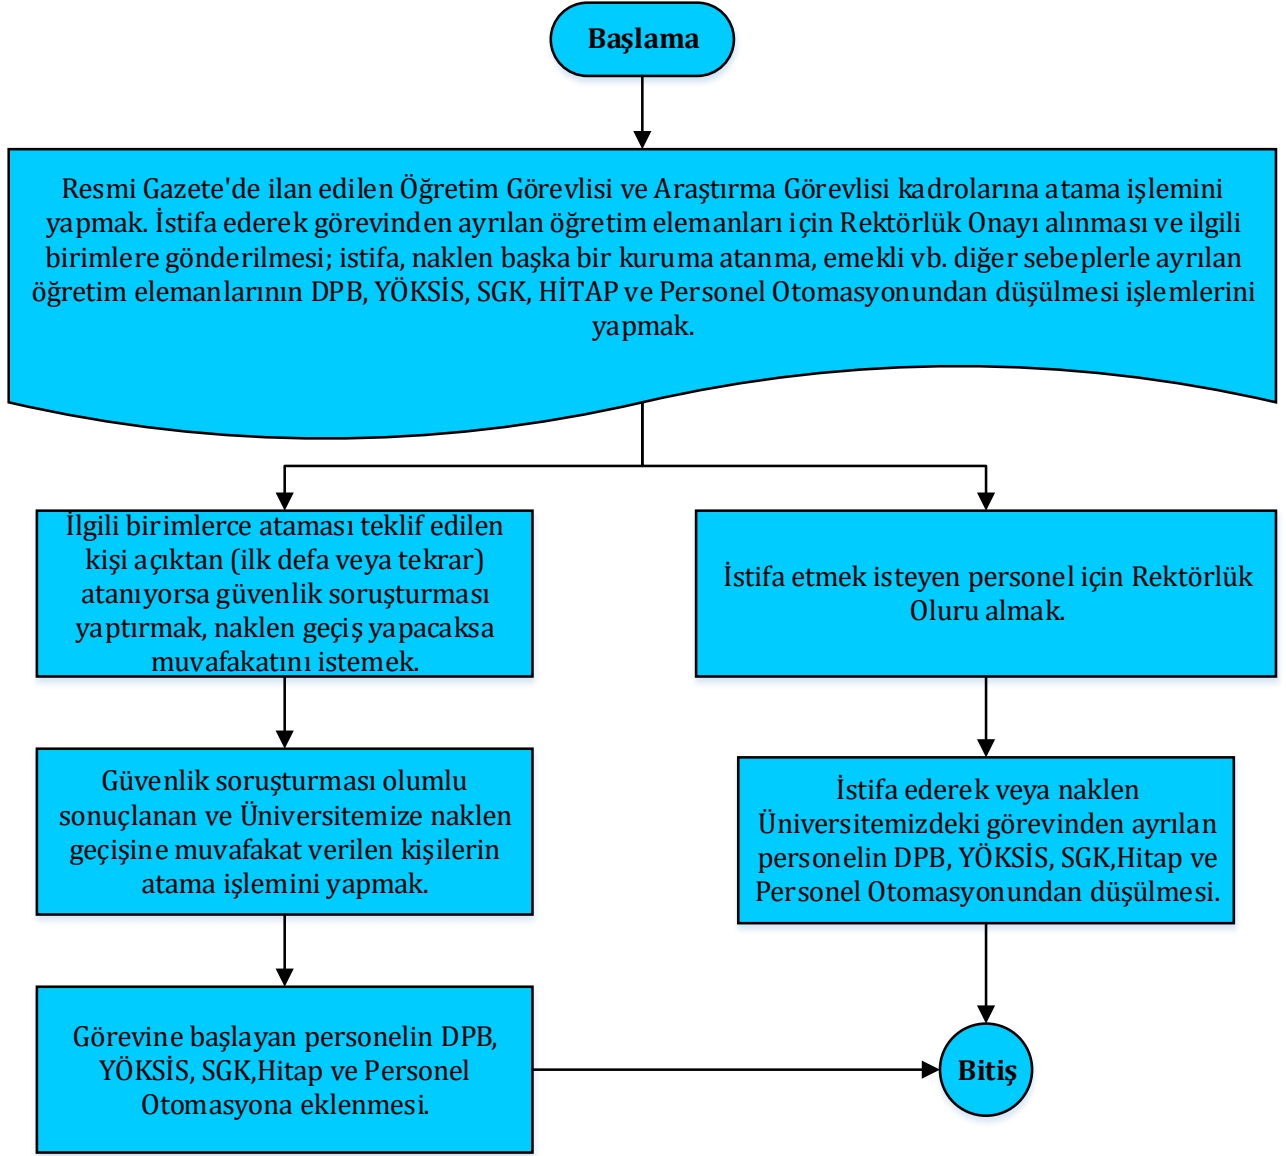 Başlama
Resmi Gazete'de ilan edilen Öğretim Görevlisi ve Araştırma Görevlisi kadrolarına atama işlemini
yapmak. İstifa ederek görevinden ayrılan öğretim elemanları için Rektörlük Onayı alınması ve ilgili
birimlere gönderilmesi; istifa, naklen başka bir kuruma atanma, emekli vb. diğer sebeplerle ayrılan
öğretim elemanlarının DPB, YÖKSİS, SGK, HİTAP ve Personel Otomasyonundan düşülmesi işlemlerini
yapmak.
İlgili birimlerce ataması teklif edilen
kişi açıktan (ilk defa veya tekrar)
atanıyorsa güvenlik soruşturması
yaptırmak, naklen geçiş yapacaksa
muvafakatını istemek.
İstifa etmek isteyen personel için Rektörlük
Oluru almak.
Güvenlik soruşturması olumlu
sonuçlanan ve Üniversitemize naklen
geçişine muvafakat verilen kişilerin
atama işlemini yapmak.
İstifa ederek veya naklen
Üniversitemizdeki görevinden ayrılan
personelin DPB, YÖKSİS, SGK,Hitap ve
Personel Otomasyonundan düşülmesi.
Görevine başlayan personelin DPB,
YÖKSİS, SGK,Hitap ve Personel
Otomasyona eklenmesi.
Bitiş